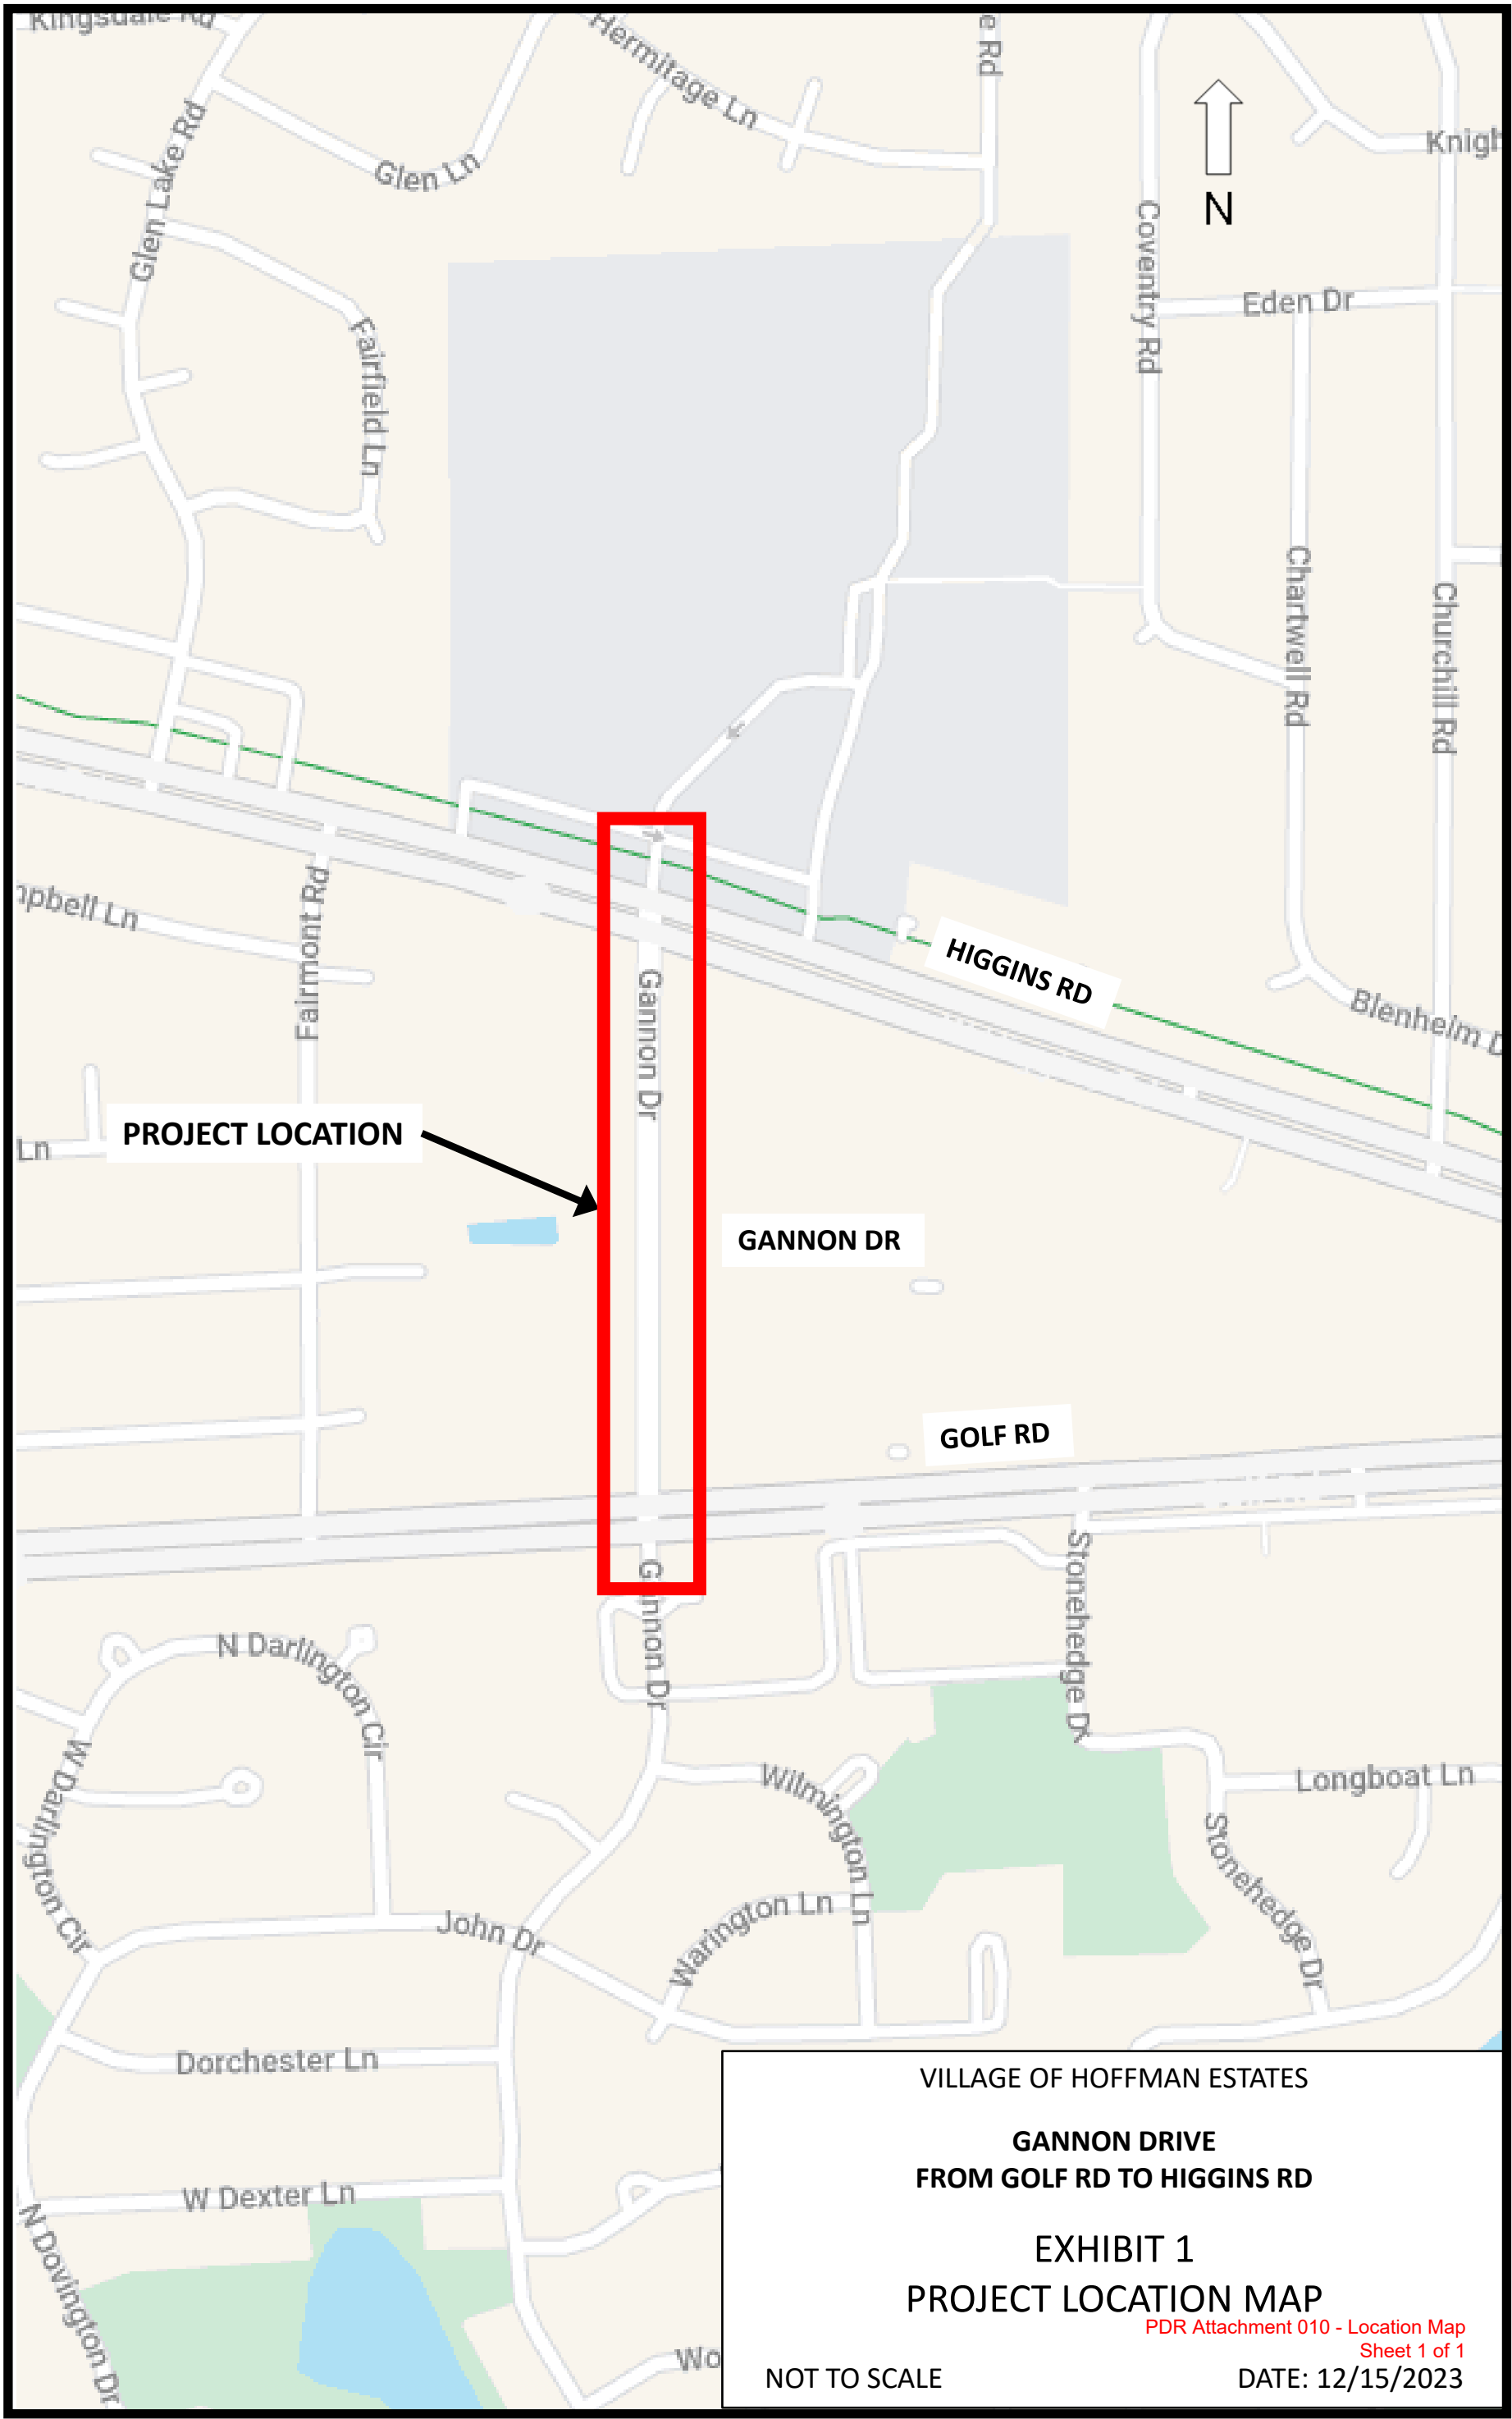 Kingsdale Rd
Hermitage Ln
e Rd
Glen Lake Rd
Glen Ln
Knigh
N
Coventry Rd
Eden Dr
Fairfield Ln
Chartwell Rd
Churchill Rd
mpbell Ln
Fairmont Rd
HIGGINS RD
Gannon Dr
Blenheim D
PROJECT LOCATION
Ln
GANNON DR
GOLF RD
Gannon Dr
Stonehedge Dr
N Darlington Cir
W Darlington Cir
Wilmington Ln
Longboat Ln
Stonehedge Dr
John Dr
Warington Ln
Dorchester Ln
W Dexter Ln
N Dovington Dr
Wo
VILLAGE OF HOFFMAN ESTATES
GANNON DRIVE
FROM GOLF RD TO HIGGINS RD
EXHIBIT 1
PROJECT LOCATION MAP
PDR Attachment 010 - Location Map
Sheet 1 of 1
NOT TO SCALE
DATE: 12/15/2023